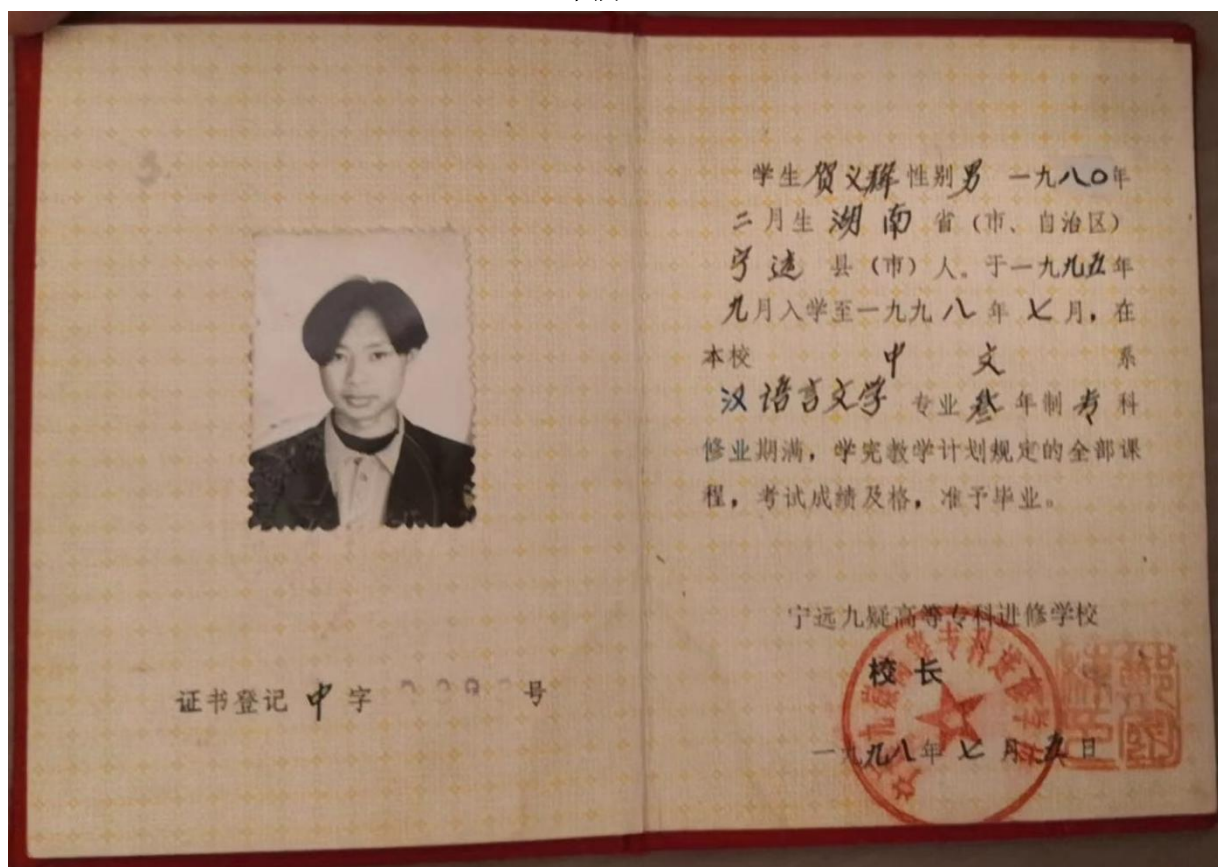 证书登记 中 字 号
学生 贺义辉 性别 男 一九八〇年
二 月生 湖 南 省（市、自治区）
宁 远 县（市）人。于一九九五年
九月入学至一九九八 年 七 月，在
本校 中 文 系
汉语言文学 专业 叁 年制 专 科
修业期满，学完教学计划规定的全部课
程，考试成绩及格，准予毕业。
宁远九疑高等专科进修学校
校 长
一九九八年 七 月 五 日